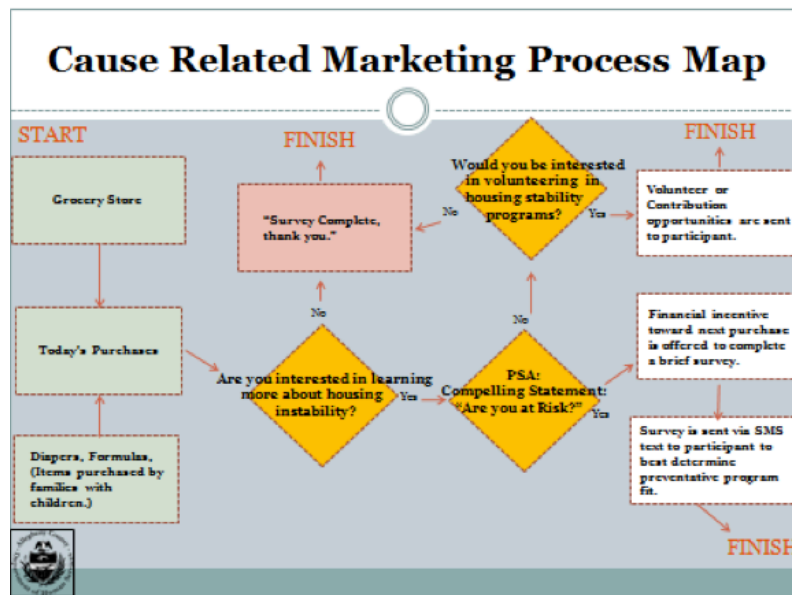 Cause Related Marketing Process Map
START
Grocery Store
Today's Purchases
Diapers, Formulas,
(Items purchased by
families with
children.)
FINISH
"Survey Complete,
thank you."
No
Are you interested in learning
more about housing
instability?
Yes
Would you be interested
in volunteering in
housing stability
programs?
No
Yes
No
PSA:
Compelling Statement:
"Are you at Risk?"
Yes
FINISH
Volunteer or
Contribution
opportunities are sent
to participant.
Financial incentive
toward next purchase
is offered to complete
a brief survey.
Survey is sent via SMS
text to participant to
best determine
preventative program
fit.
FINISH
Allegheny County